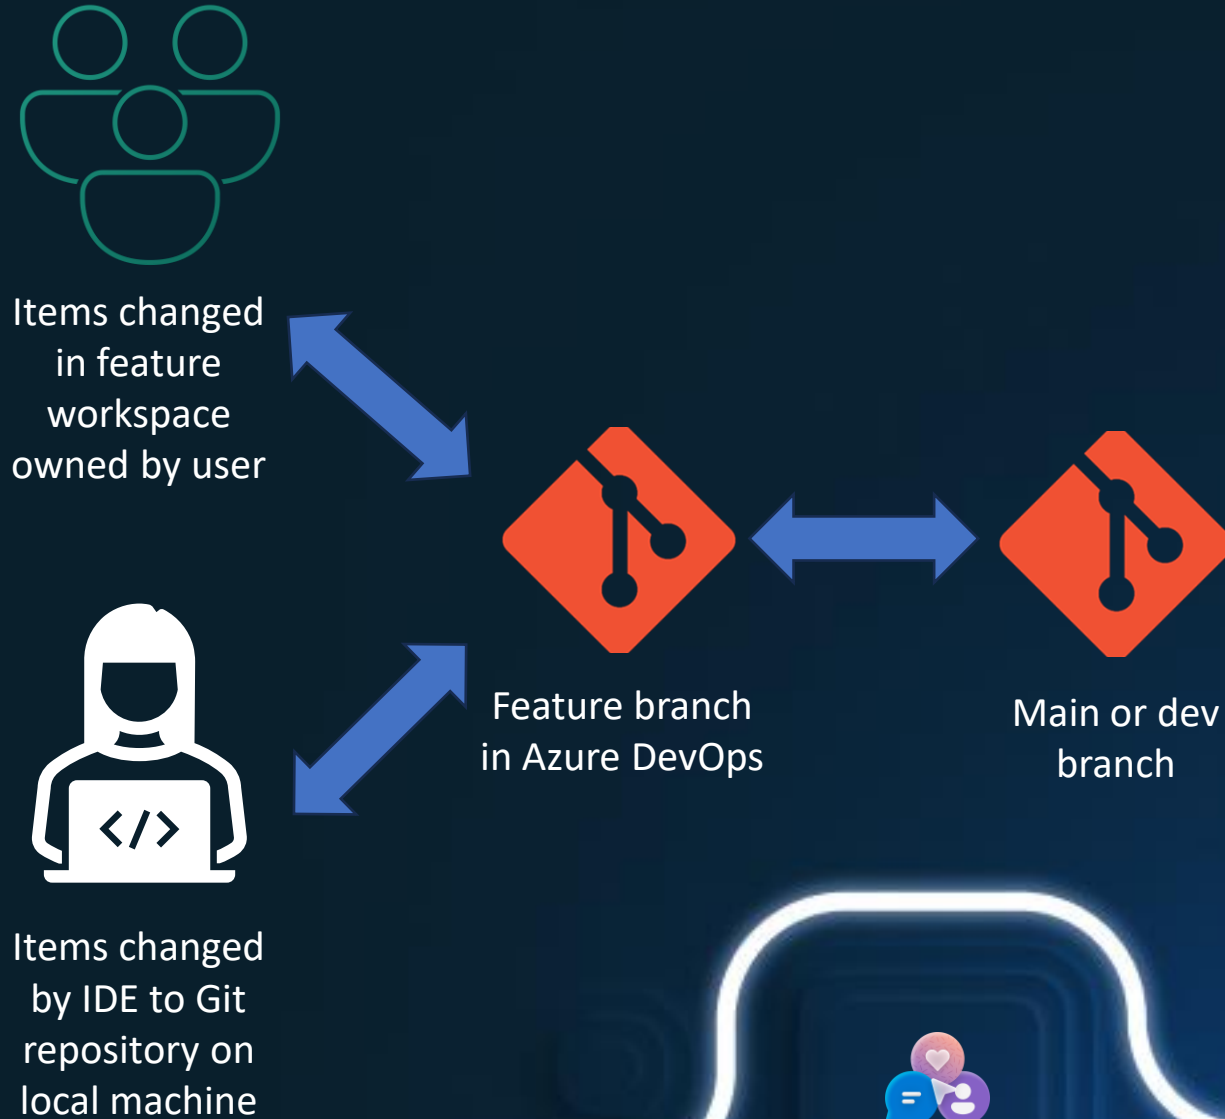 Items changed
in feature
workspace
owned by user
Feature branch
in Azure DevOps
Main or dev
branch
</>
Items changed
by IDE to Git
repository on
local machine